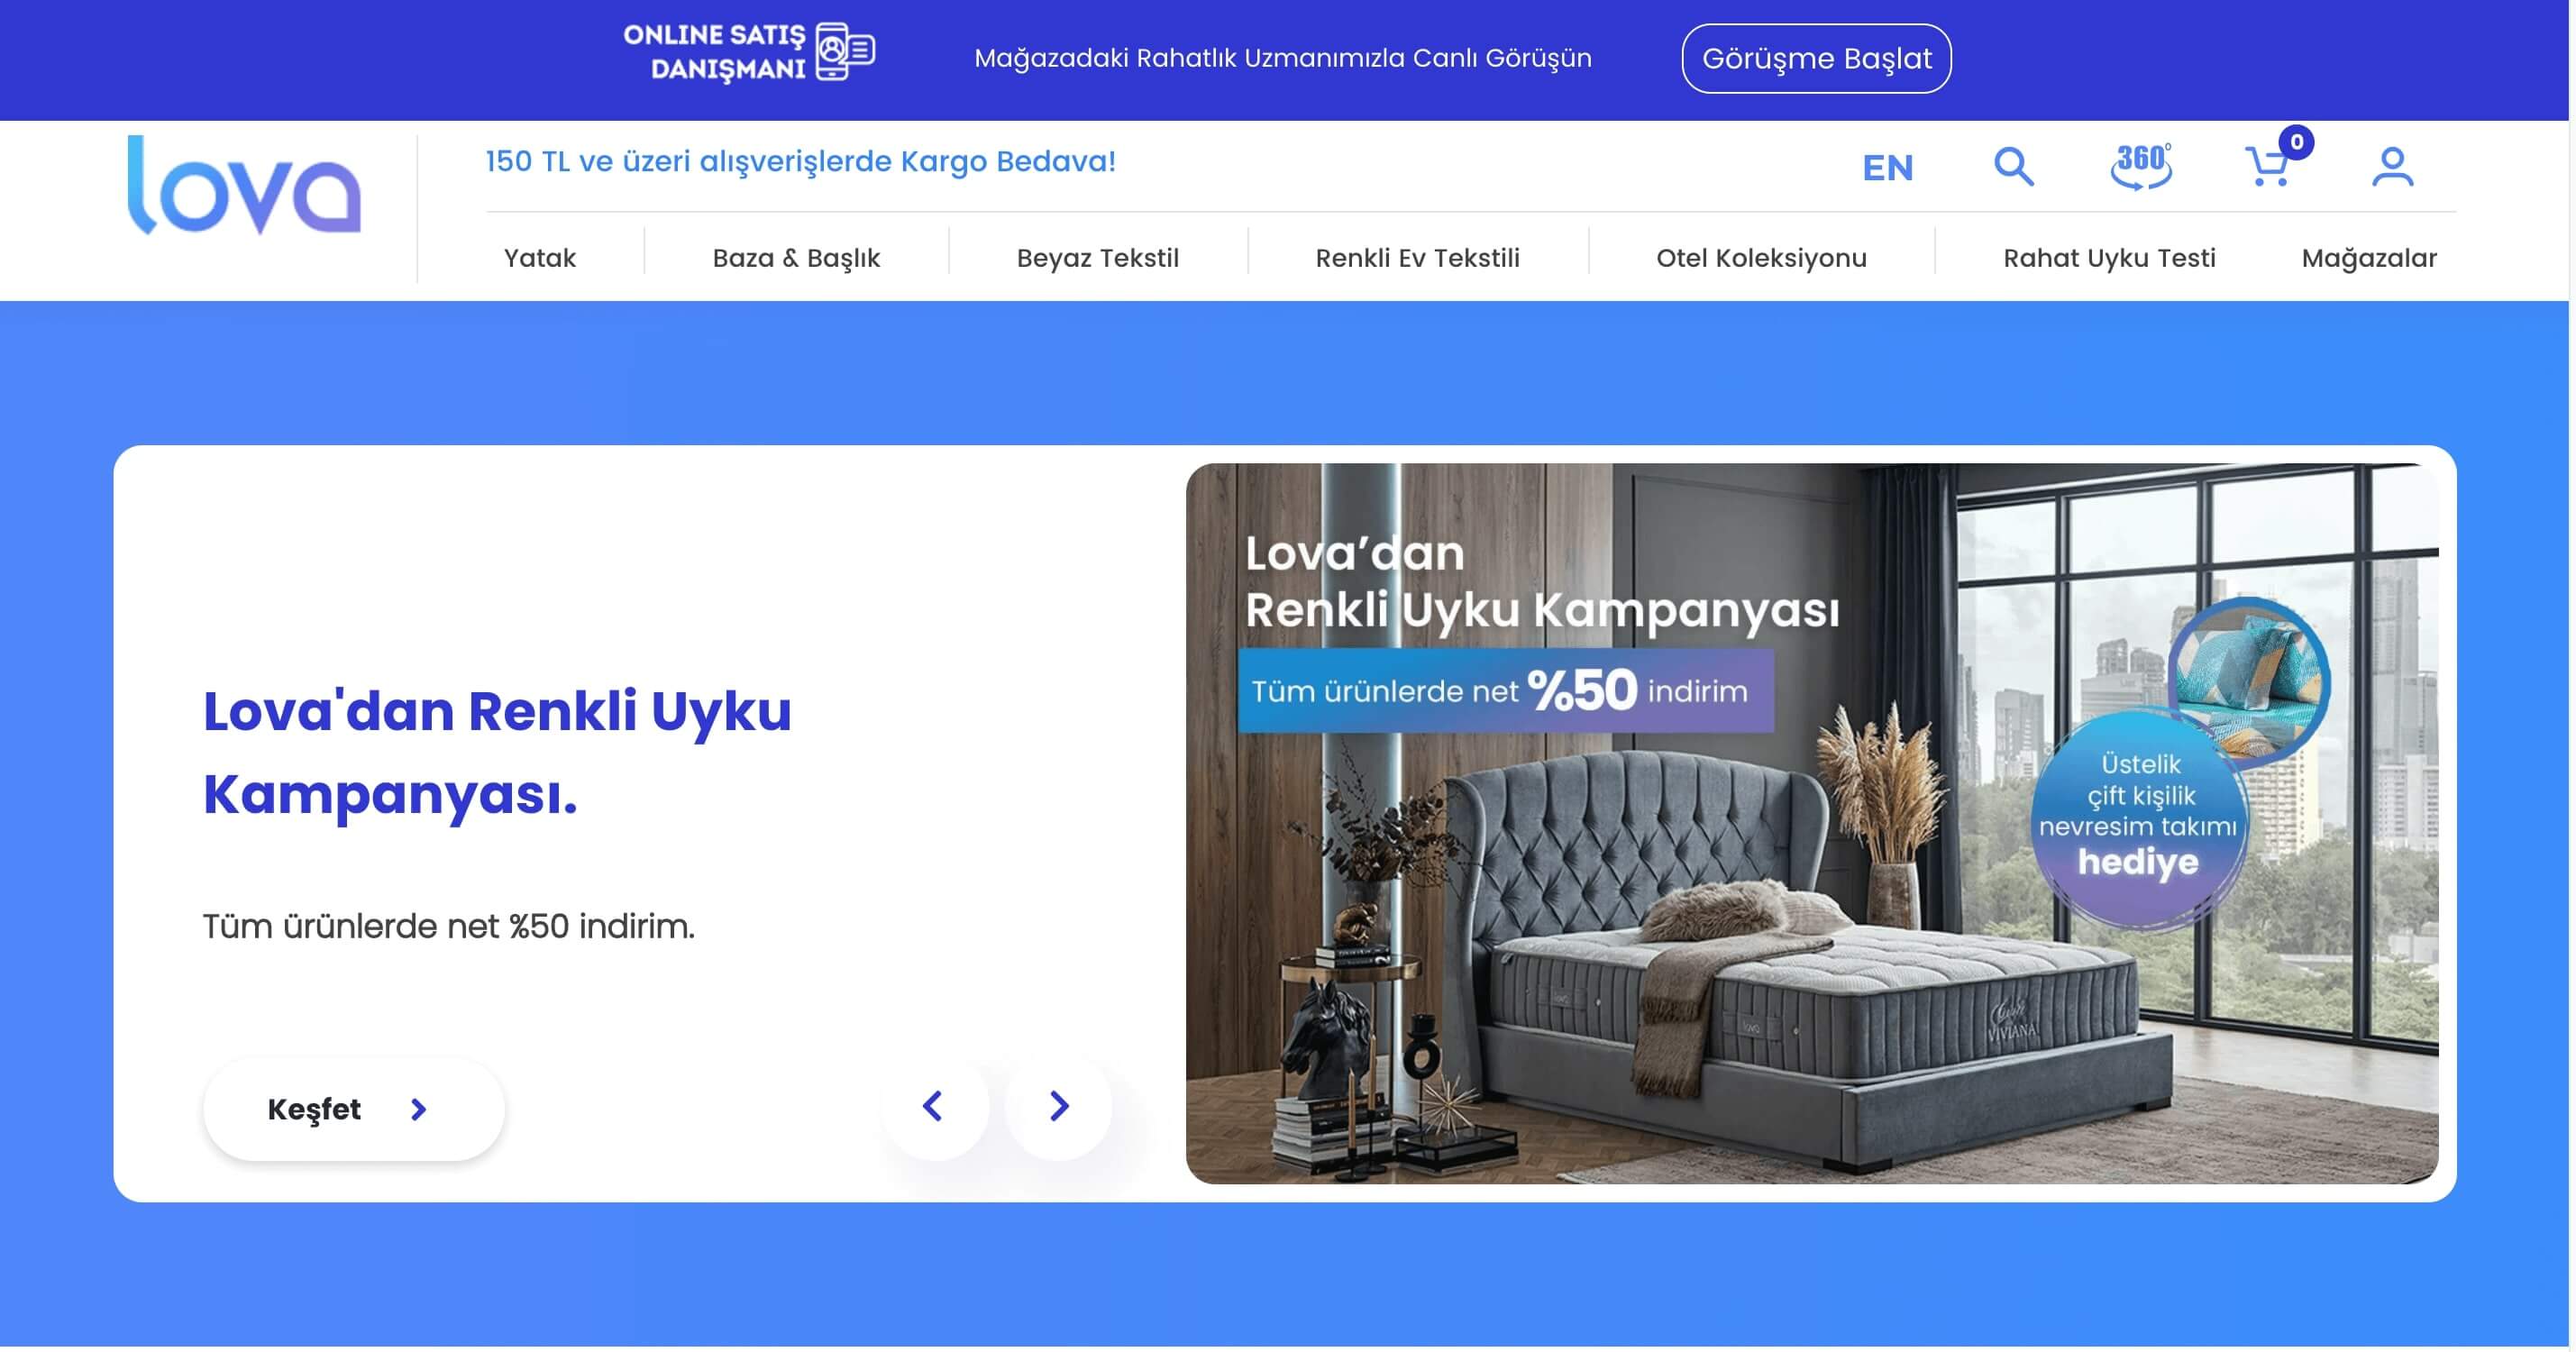 ONLINE SATIŞ
DANIŞMANI
Mağazadaki Rahatlık Uzmanımızla Canlı Görüşün
Görüşme Başlat
lova
150 TL ve üzeri alışverişlerde Kargo Bedava!
EN
360°
0
Yatak
Baza & Başlık
Beyaz Tekstil
Renkli Ev Tekstili
Otel Koleksiyonu
Rahat Uyku Testi
Mağazalar
Lova'dan Renkli Uyku
Kampanyası.
Tüm ürünlerde net %50 indirim.
Keşfet
Lova’dan
Renkli Uyku Kampanyası
Tüm ürünlerde net %50 indirim
Üstelik
çift kişilik
nevresim takımı
hediye
lova
VIVIANA